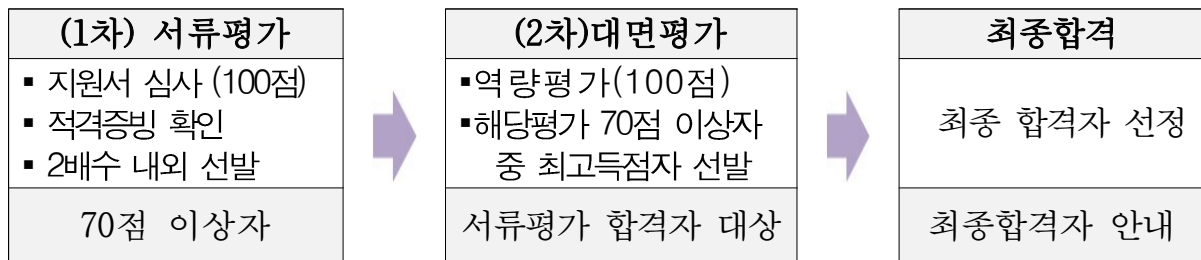 (1차) 서류평가
▪ 지원서 심사 (100점)
▪ 적격증빙 확인
▪ 2배수 내외 선발
70점 이상자
(2차)대면평가
▪역량평가(100점)
▪해당평가 70점 이상자
중 최고득점자 선발
서류평가 합격자 대상
최종합격
최종 합격자 선정
최종합격자 안내